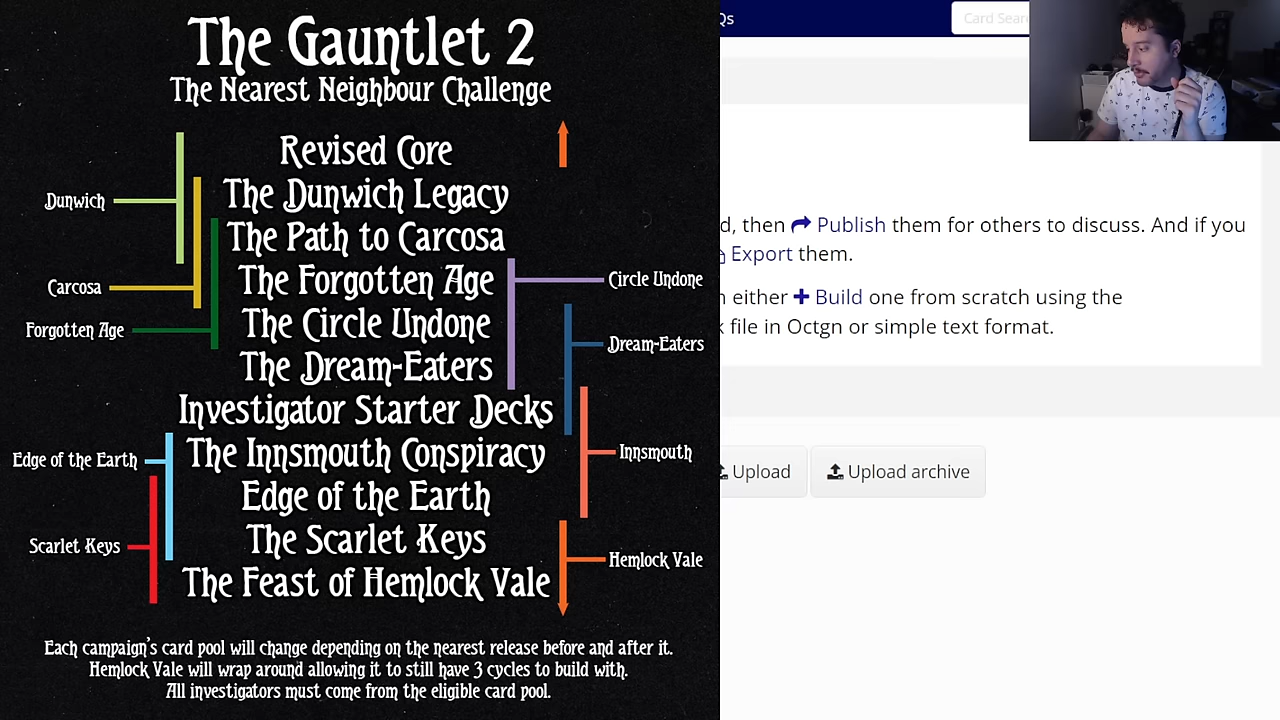 The Gauntlet 2
The Nearest Neighbour Challenge
Revised Core
The Dunwich Legacy
The Path to Carcosa
The Forgotten Age
The Circle Undone
The Dream-Eaters
Investigator Starter Decks
The Innsmouth Conspiracy
Edge of the Earth
The Scarlet Keys
The Feast of Hemlock Vale
Dunwich
Carcosa
Forgotten Age
Edge of the Earth
Scarlet Keys
Circle Undone
Dream-Eaters
Innsmouth
Hemlock Vale
Each campaign's card pool will change depending on the nearest release before and after it.
Hemlock Vale will wrap around allowing it to still have 3 cycles to build with.
All investigators must come from the eligible card pool.
Qs
Card Sear
d, then Publish them for others to discuss. And if you
Export them.
either Build one from scratch using the
file in Octgn or simple text format.
Upload
Upload archive